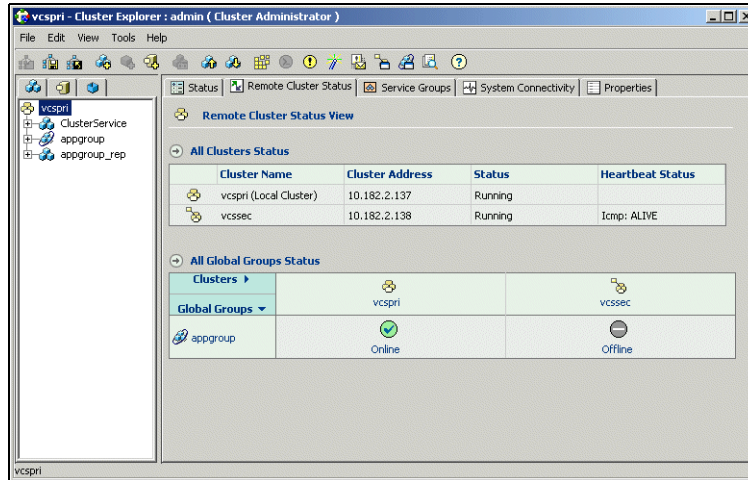 vcspri - Cluster Explorer : admin ( Cluster Administrator )
File Edit View Tools Help
Status Remote Cluster Status Service Groups System Connectivity Properties
vcspri
ClusterService
appgroup
appgroup_rep
Remote Cluster Status View
All Clusters Status
Cluster Name Cluster Address Status Heartbeat Status
vcspri (Local Cluster) 10.182.2.137 Running
vcssec 10.182.2.138 Running Icmp: ALIVE
All Global Groups Status
Clusters
vcspri vcssec
Global Groups
appgroup
Online Offline
vcspri